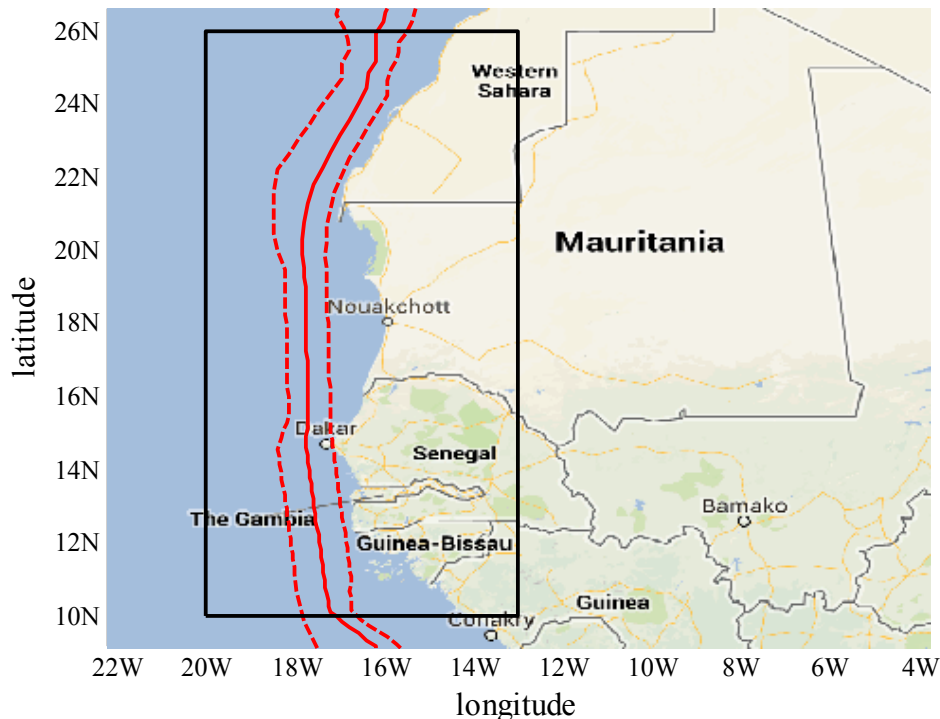 26N
Western
Sahara
24N
22N
20N
Mauritania
latitude
Nouakchott
18N
16N
Dakar
Senegal
14N
Bamako
The Gambia
12N
Guinea-Bissau
10N
Guinea
Conakry
22W 20W 18W 16W 14W 12W 10W 8W 6W 4W
longitude